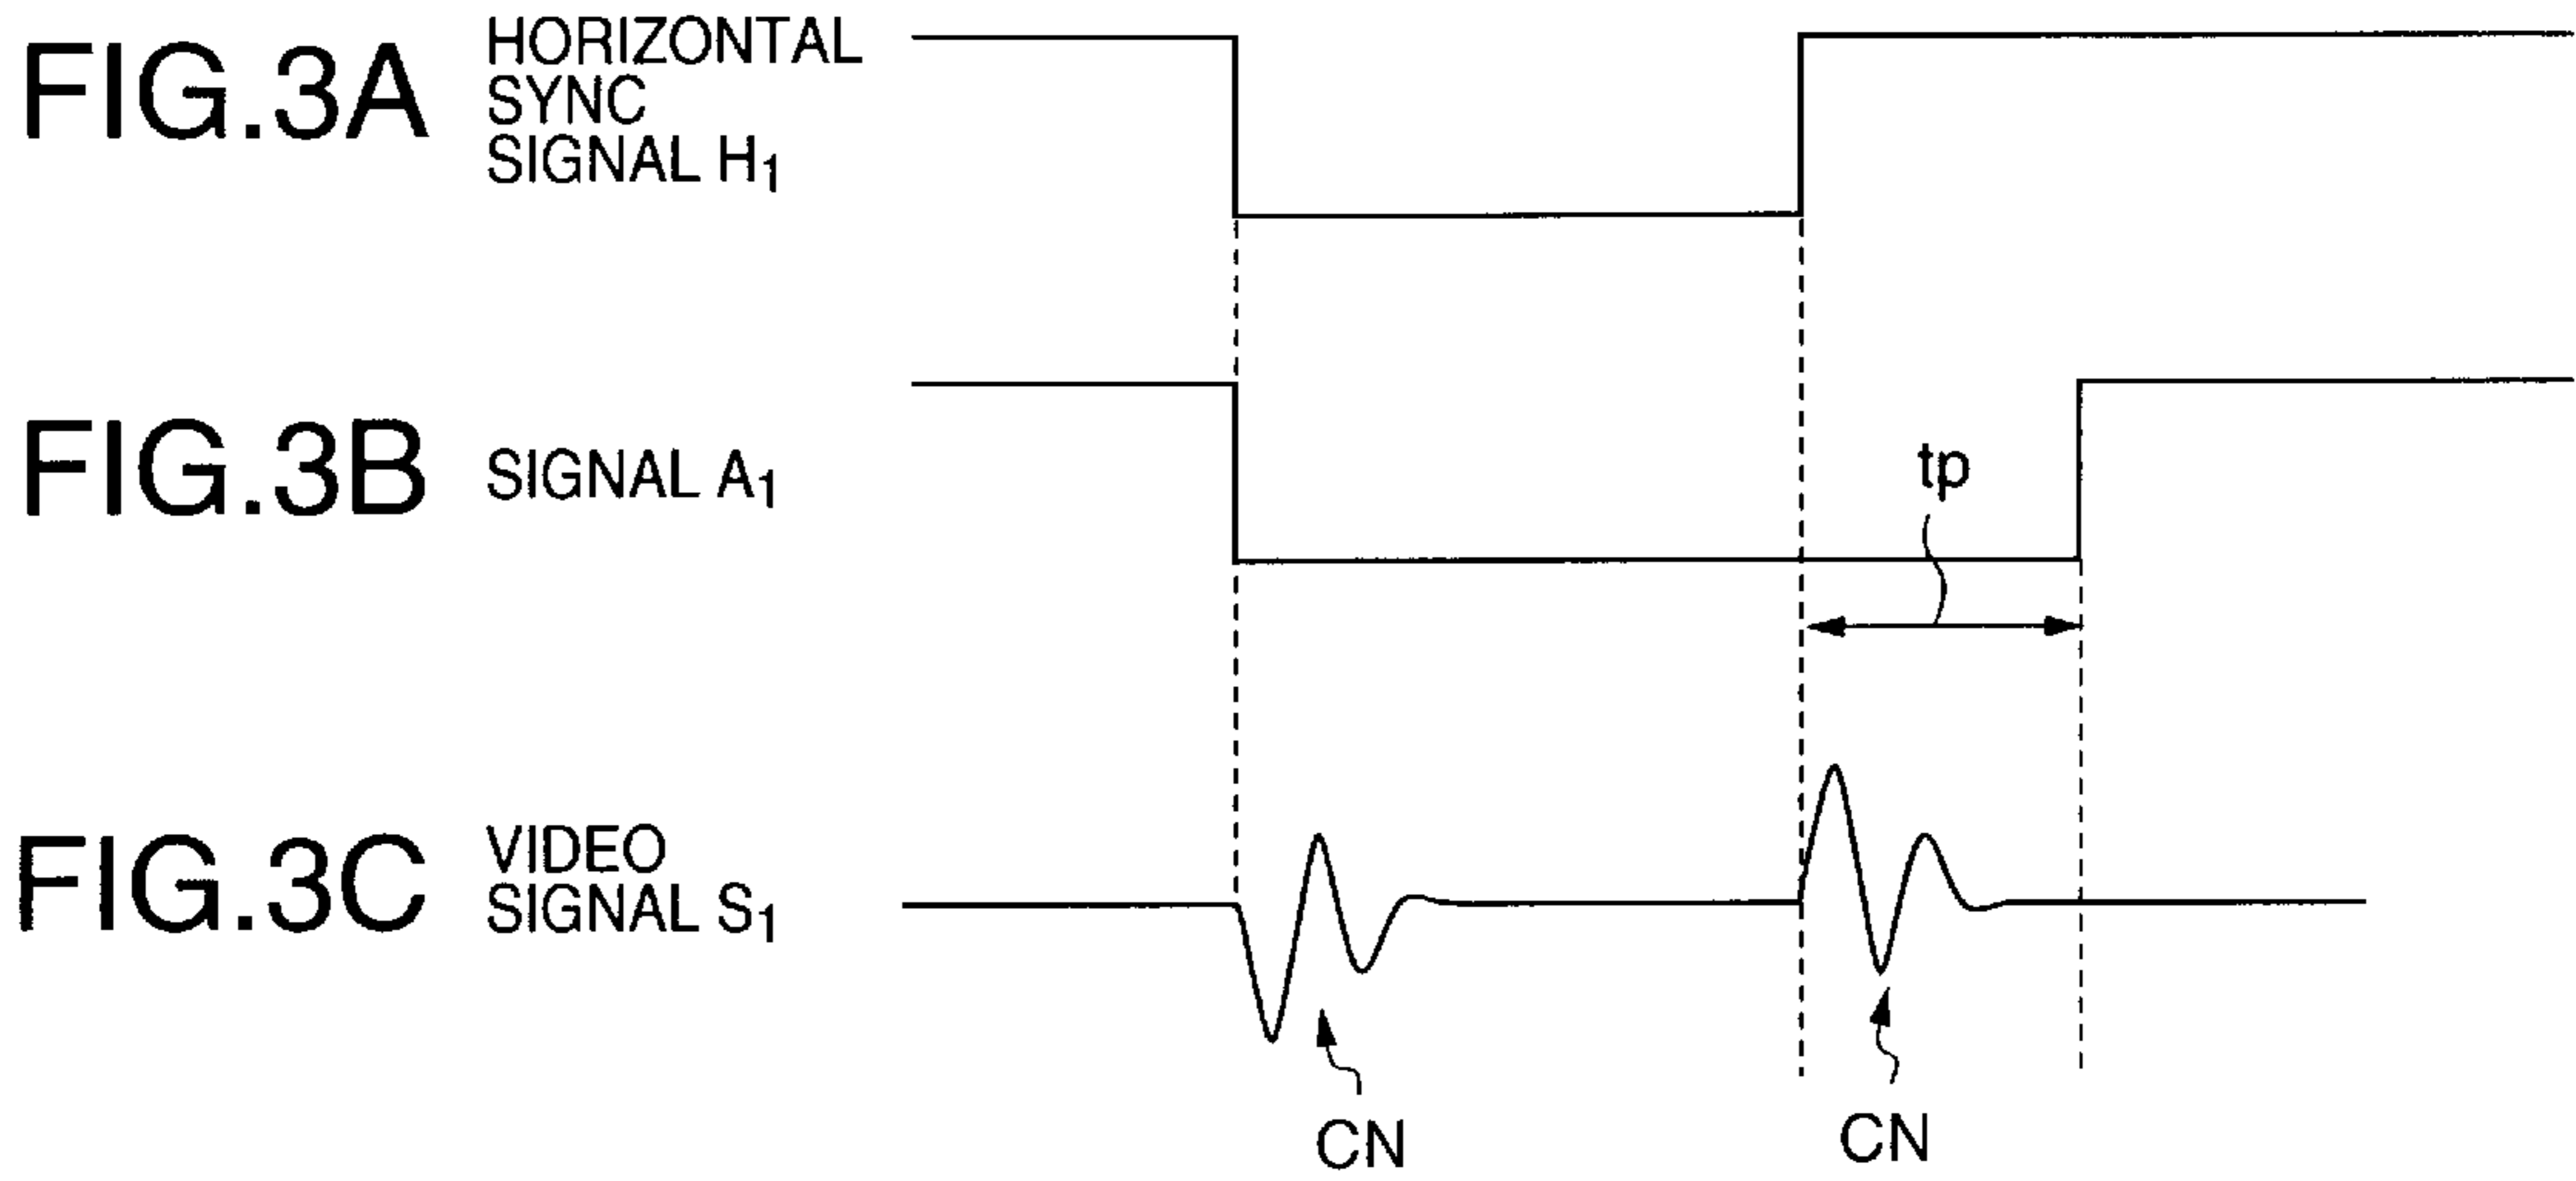 FIG.3A
HORIZONTAL
SYNC
SIGNAL H1
FIG.3B
SIGNAL A1
tp
FIG.3C
VIDEO
SIGNAL S1
CN
CN